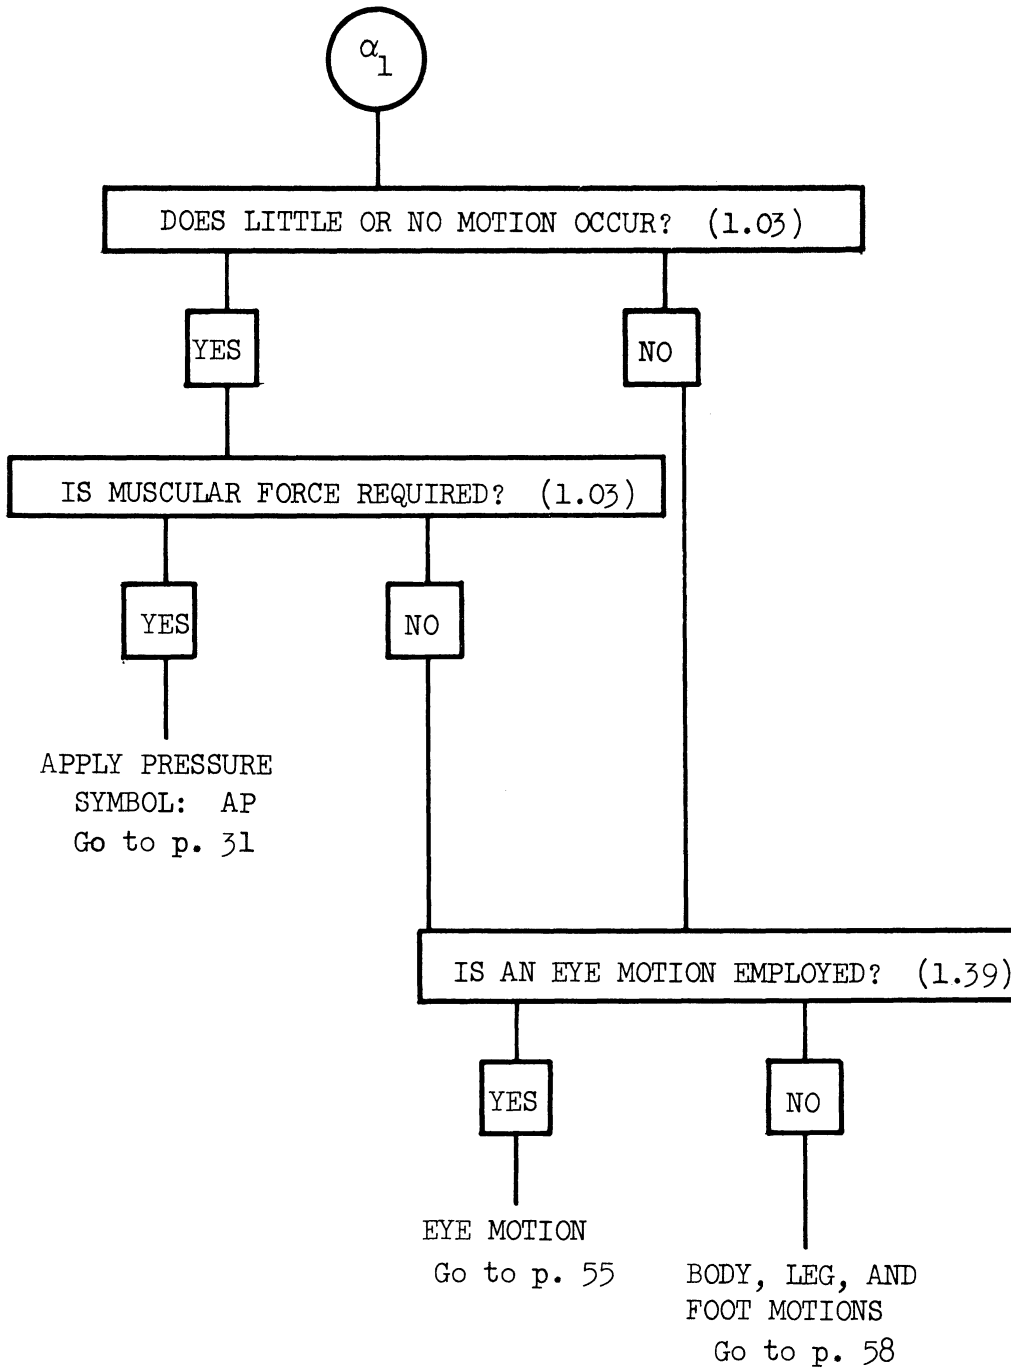 α1
DOES LITTLE OR NO MOTION OCCUR? (1.03)
YES
NO
IS MUSCULAR FORCE REQUIRED? (1.03)
YES
NO
APPLY PRESSURE
SYMBOL: AP
Go to p. 31
IS AN EYE MOTION EMPLOYED? (1.39)
YES
NO
EYE MOTION
Go to p. 55
BODY, LEG, AND
FOOT MOTIONS
Go to p. 58